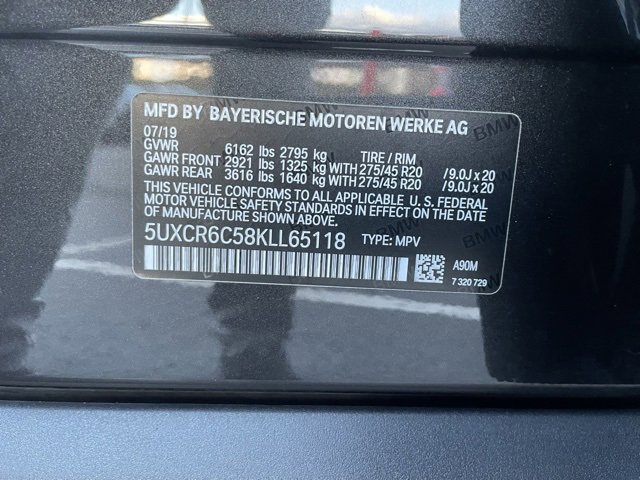 MFD BY BAYERISCHE MOTOREN WERKE AG
07/19
GVWR 6162 lbs 2795 kg TIRE / RIM
GAWR FRONT 2921 lbs 1325 kg WITH 275/45 R20 /9.0J x 20
GAWR REAR 3616 lbs 1640 kg WITH 275/45 R20 /9.0J x 20
THIS VEHICLE CONFORMS TO ALL APPLICABLE U. S. FEDERAL
MOTOR VEHICLE SAFETY STANDARDS IN EFFECT ON THE DATE
OF MANUFACTURE SHOWN ABOVE.
5UXCR6C58KLL65118 TYPE: MPV
A90M
7 320 729
BMW
BMW
BMW